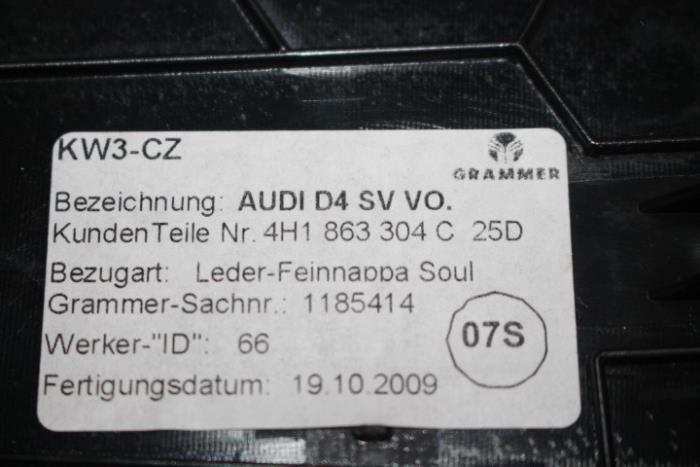 KW3-CZ
GRAMMER
Bezeichnung: AUDI D4 SV VO.
KundenTeile Nr. 4H1 863 304 C 25D
Bezugart: Leder-Feinnappa Soul
Grammer-Sachnr.: 1185414
Werker-"ID": 66
07S
Fertigungsdatum: 19.10.2009